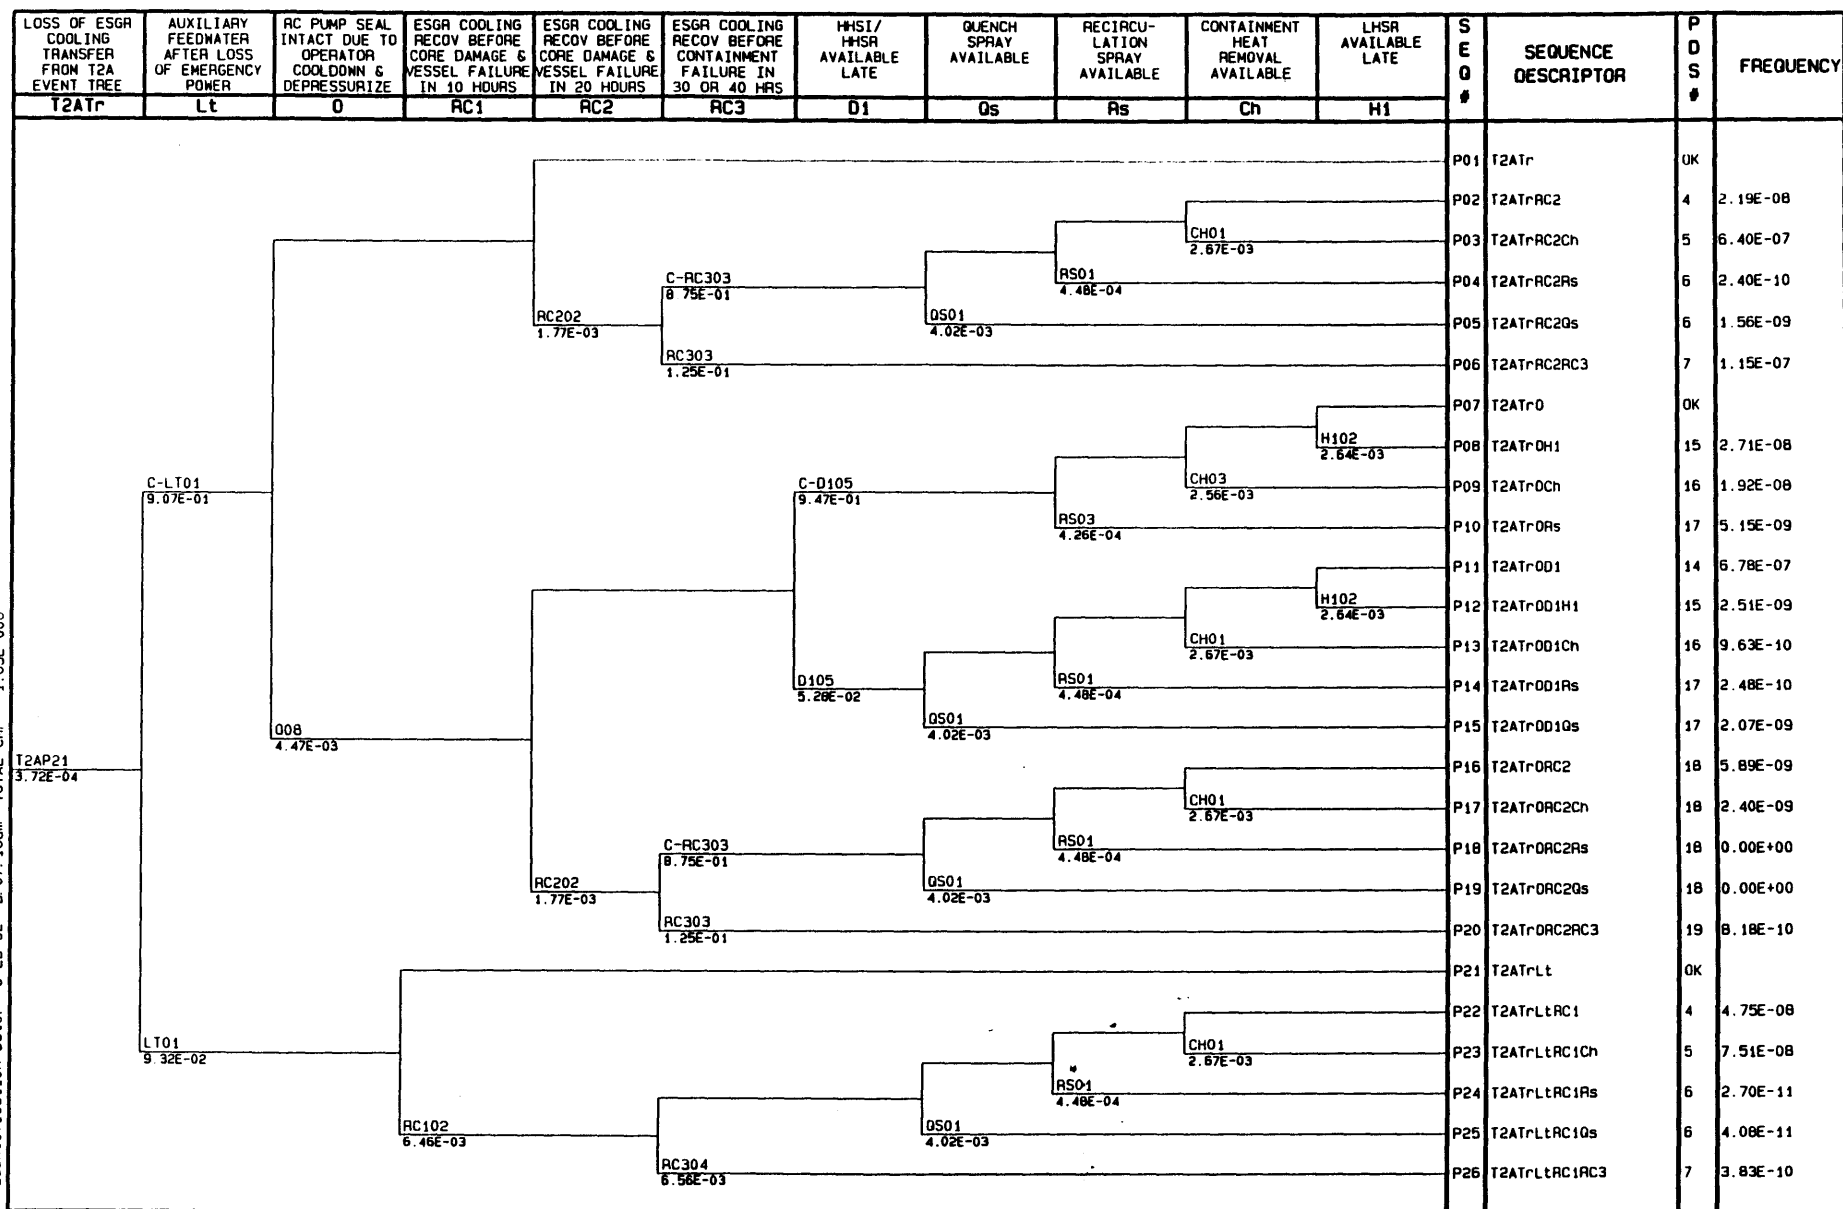 LOSS OF ESGR COOLING TRANSFER FROM T2A EVENT TREE
T2ATr
AUXILIARY FEEDWATER AFTER LOSS OF EMERGENCY POWER
Lt
RC PUMP SEAL INTACT DUE TO OPERATOR COOLDOWN & DEPRESSURIZE
O
ESGR COOLING RECOV BEFORE CORE DAMAGE & VESSEL FAILURE IN 10 HOURS
RC1
ESGR COOLING RECOV BEFORE CORE DAMAGE & VESSEL FAILURE IN 20 HOURS
RC2
ESGR COOLING RECOV BEFORE CONTAINMENT FAILURE IN 30 OR 40 HRS
RC3
HHSI/ HHSR AVAILABLE LATE
D1
QUENCH SPRAY AVAILABLE
Qs
RECIRCU- LATION SPRAY AVAILABLE
Rs
CONTAINMENT HEAT REMOVAL AVAILABLE
Ch
LHSR AVAILABLE LATE
H1
SEQ #
SEQUENCE DESCRIPTOR
PDS #
FREQUENCY
P01 T2ATr OK
P02 T2ATrRC2 4 2.19E-08
CH01
2.67E-03
P03 T2ATrRC2Ch 5 6.40E-07
C-RC303
8.75E-01
RS01
4.48E-04
P04 T2ATrRC2Rs 6 2.40E-10
RC202
1.77E-03
QS01
4.02E-03
P05 T2ATrRC2Qs 6 1.56E-09
RC303
1.25E-01
P06 T2ATrRC2RC3 7 1.15E-07
P07 T2ATrO OK
H102
2.64E-03
P08 T2ATrOH1 15 2.71E-08
C-LT01
9.07E-01
C-D105
9.47E-01
CH03
2.56E-03
P09 T2ATrOCh 16 1.92E-08
RS03
4.26E-04
P10 T2ATrORs 17 5.15E-09
P11 T2ATrOD1 14 6.78E-07
H102
2.64E-03
P12 T2ATrOD1H1 15 2.51E-09
CH01
2.67E-03
P13 T2ATrOD1Ch 16 9.63E-10
D105
5.28E-02
RS01
4.48E-04
P14 T2ATrOD1Rs 17 2.48E-10
O08
4.47E-03
QS01
4.02E-03
P15 T2ATrOD1Qs 17 2.07E-09
T2AP21
3.72E-04
P16 T2ATrORC2 18 5.89E-09
CH01
2.67E-03
P17 T2ATrORC2Ch 18 2.40E-09
C-RC303
8.75E-01
RS01
4.48E-04
P18 T2ATrORC2Rs 18 0.00E+00
RC202
1.77E-03
QS01
4.02E-03
P19 T2ATrORC2Qs 18 0.00E+00
RC303
1.25E-01
P20 T2ATrORC2RC3 19 8.18E-10
P21 T2ATrLt OK
P22 T2ATrLtRC1 4 4.75E-08
LT01
9.32E-02
CH01
2.67E-03
P23 T2ATrLtRC1Ch 5 7.51E-08
RS01
4.48E-04
P24 T2ATrLtRC1Rs 6 2.70E-11
RC102
6.46E-03
QS01
4.02E-03
P25 T2ATrLtRC1Qs 6 4.08E-11
RC304
6.56E-03
P26 T2ATrLtRC1RC3 7 3.83E-10